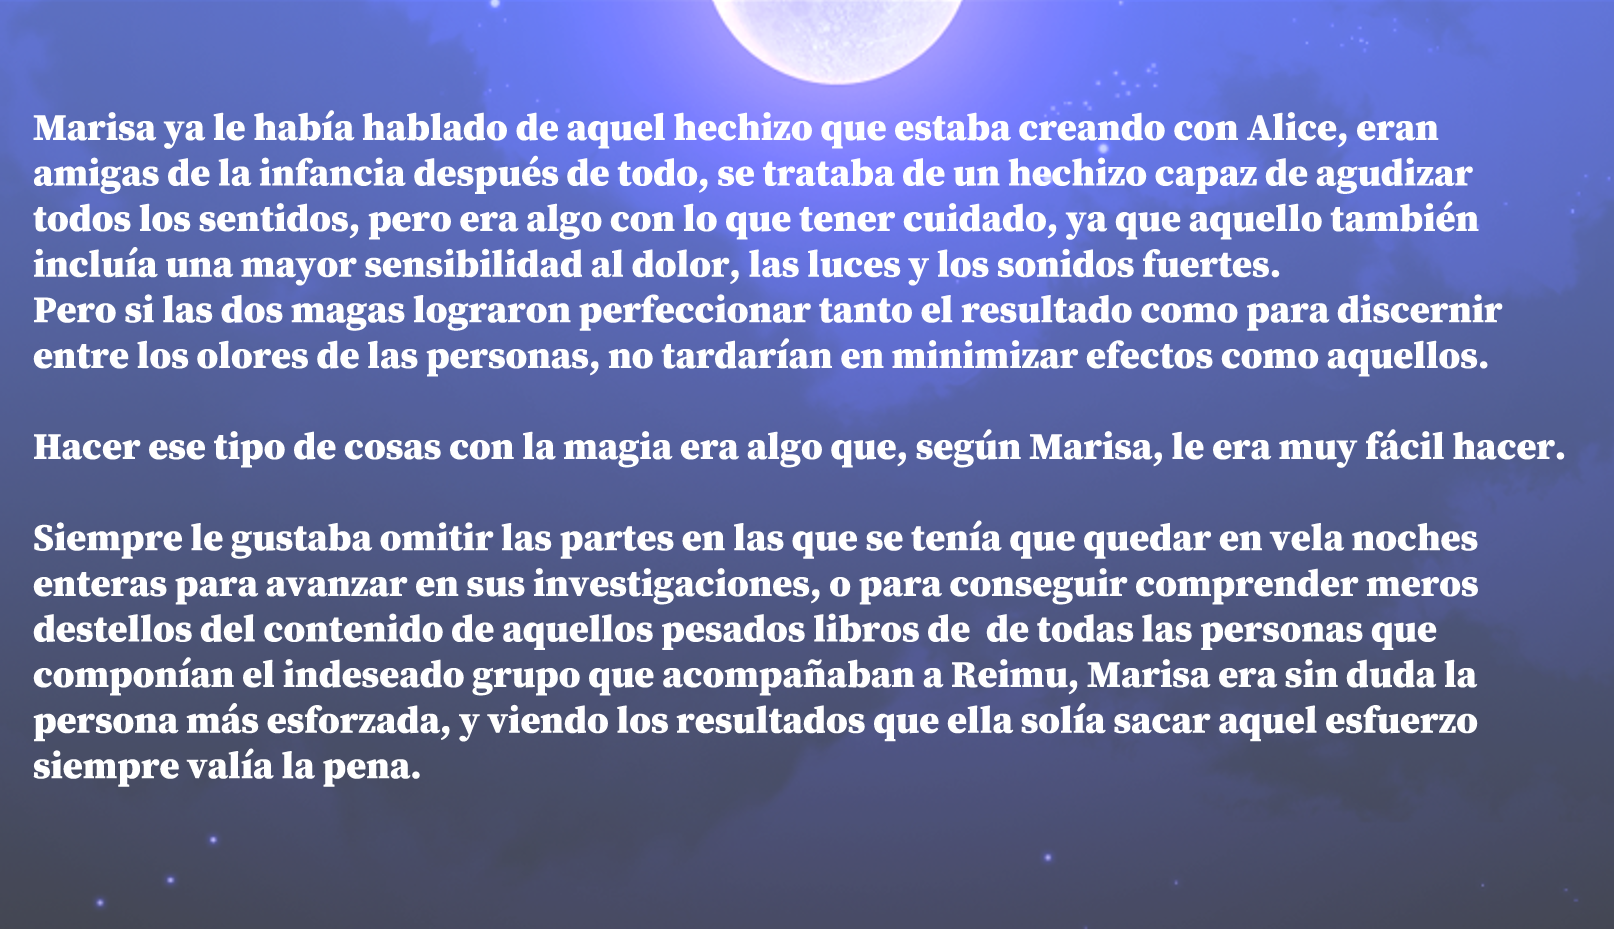 Marisa ya le había hablado de aquel hechizo que estaba creando con Alice, eran
amigas de la infancia después de todo, se trataba de un hechizo capaz de agudizar
todos los sentidos, pero era algo con lo que tener cuidado, ya que aquello también
incluía una mayor sensibilidad al dolor, las luces y los sonidos fuertes.
Pero si las dos magas lograron perfeccionar tanto el resultado como para discernir
entre los olores de las personas, no tardarían en minimizar efectos como aquellos.
Hacer ese tipo de cosas con la magia era algo que, según Marisa, le era muy fácil hacer.
Siempre le gustaba omitir las partes en las que se tenía que quedar en vela noches
enteras para avanzar en sus investigaciones, o para conseguir comprender meros
destellos del contenido de aquellos pesados libros de  de todas las personas que
componían el indeseado grupo que acompañaban a Reimu, Marisa era sin duda la
persona más esforzada, y viendo los resultados que ella solía sacar aquel esfuerzo
siempre valía la pena.